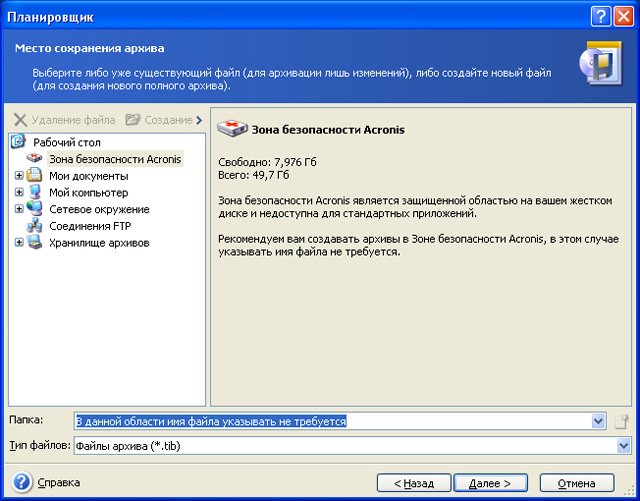 Планировщик
Место сохранения архива
Выберите либо уже существующий файл (для архивации лишь изменений), либо создайте новый файл
(для создания нового полного архива).
Удаление файла Создание
Рабочий стол
Зона безопасности Acronis
Мои документы
Мой компьютер
Сетевое окружение
Соединения FTP
Хранилище архивов
Зона безопасности Acronis
Свободно: 7,976 Гб
Всего: 49,7 Гб
Зона безопасности Acronis является защищенной областью на вашем жестком
диске и недоступна для стандартных приложений.
Рекомендуем вам создавать архивы в Зоне безопасности Acronis, в этом случае
указывать имя файла не требуется.
Папка: В данной области имя файла указывать не требуется
Тип файлов: Файлы архива (*.tib)
Справка < Назад Далее > Отмена